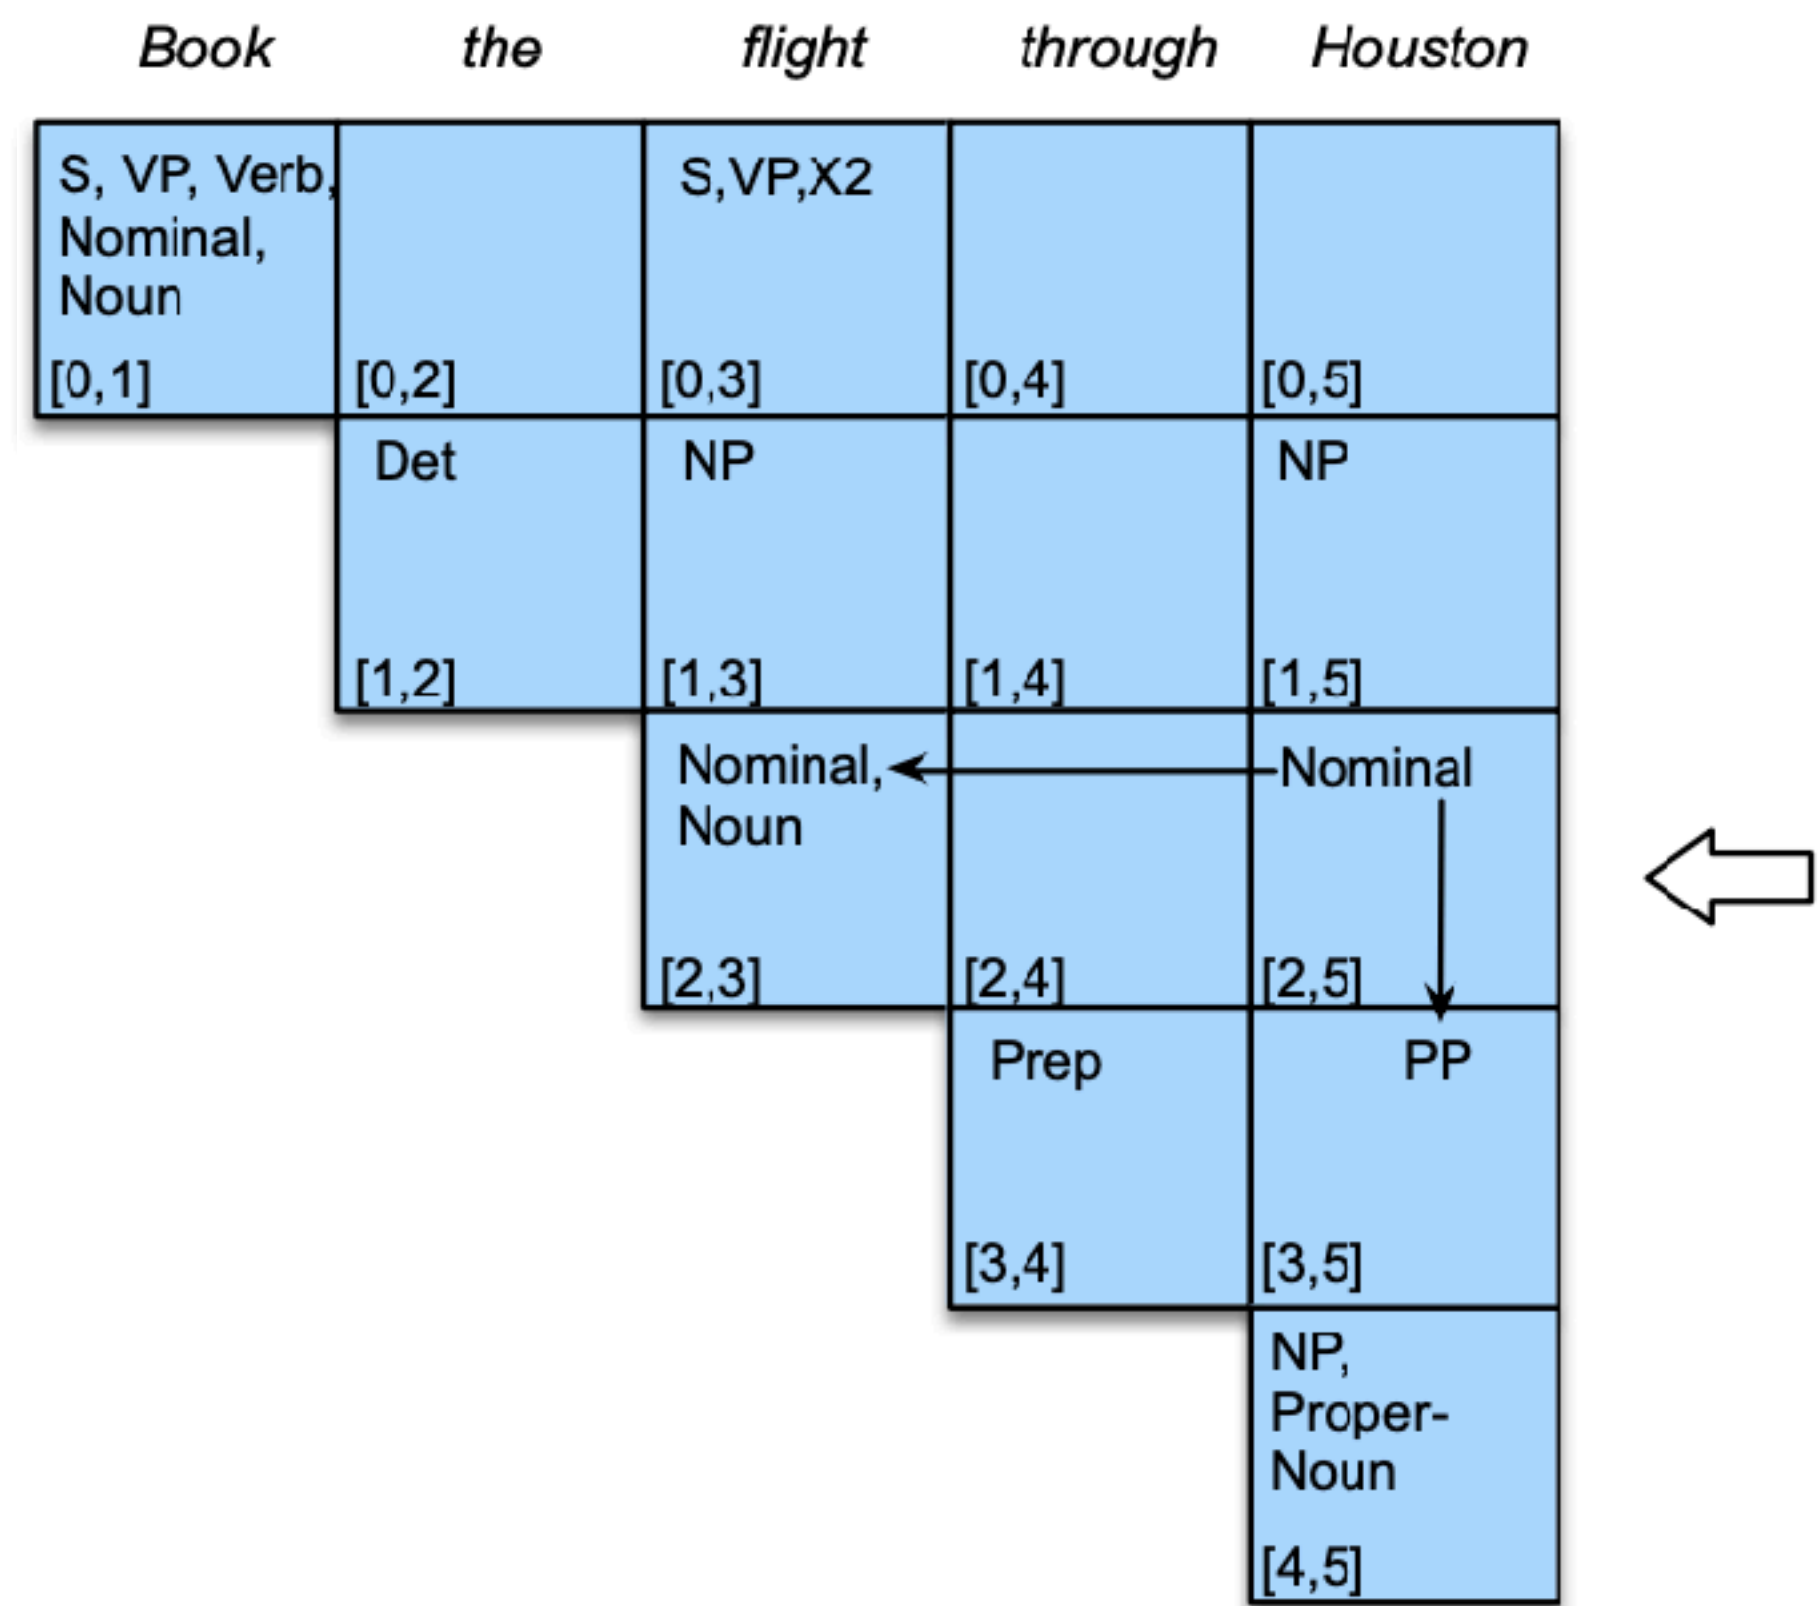 Book the flight through Houston
S, VP, Verb, S,VP,X2
Nominal,
Noun
[0,1] [0,2] [0,3] [0,4] [0,5]
Det NP NP
[1,2] [1,3] [1,4] [1,5]
Nominal, Nominal
Noun
[2,3] [2,4] [2,5]
Prep PP
[3,4] [3,5]
NP,
Proper-
Noun
[4,5]